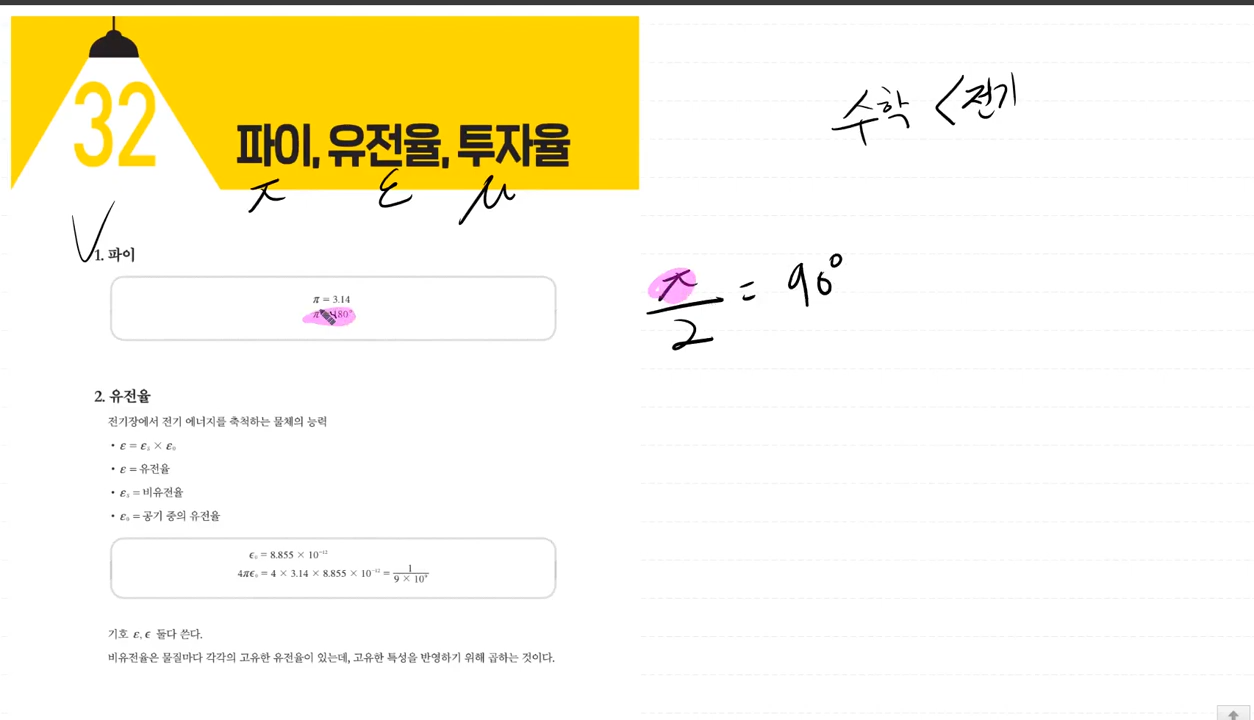 32
파이, 유전율, 투자율
π ε μ
1. 파이
π = 3.14
180°
2. 유전율
전기장에서 전기 에너지를 축척하는 물체의 능력
• ε = εₛ × ε₀
• ε = 유전율
• εₛ = 비유전율
• ε₀ = 공기 중의 유전율
ϵ₀ = 8.855 × 10⁻¹²
4πϵ₀ = 4 × 3.14 × 8.855 × 10⁻¹² = 1 / 9 × 10⁹
기호 ε, ϵ 둘다 쓴다.
비유전율은 물질마다 각각의 고유한 유전율이 있는데, 고유한 특성을 반영하기 위해 곱하는 것이다.
수학 < 전기
π / 2 = 90°